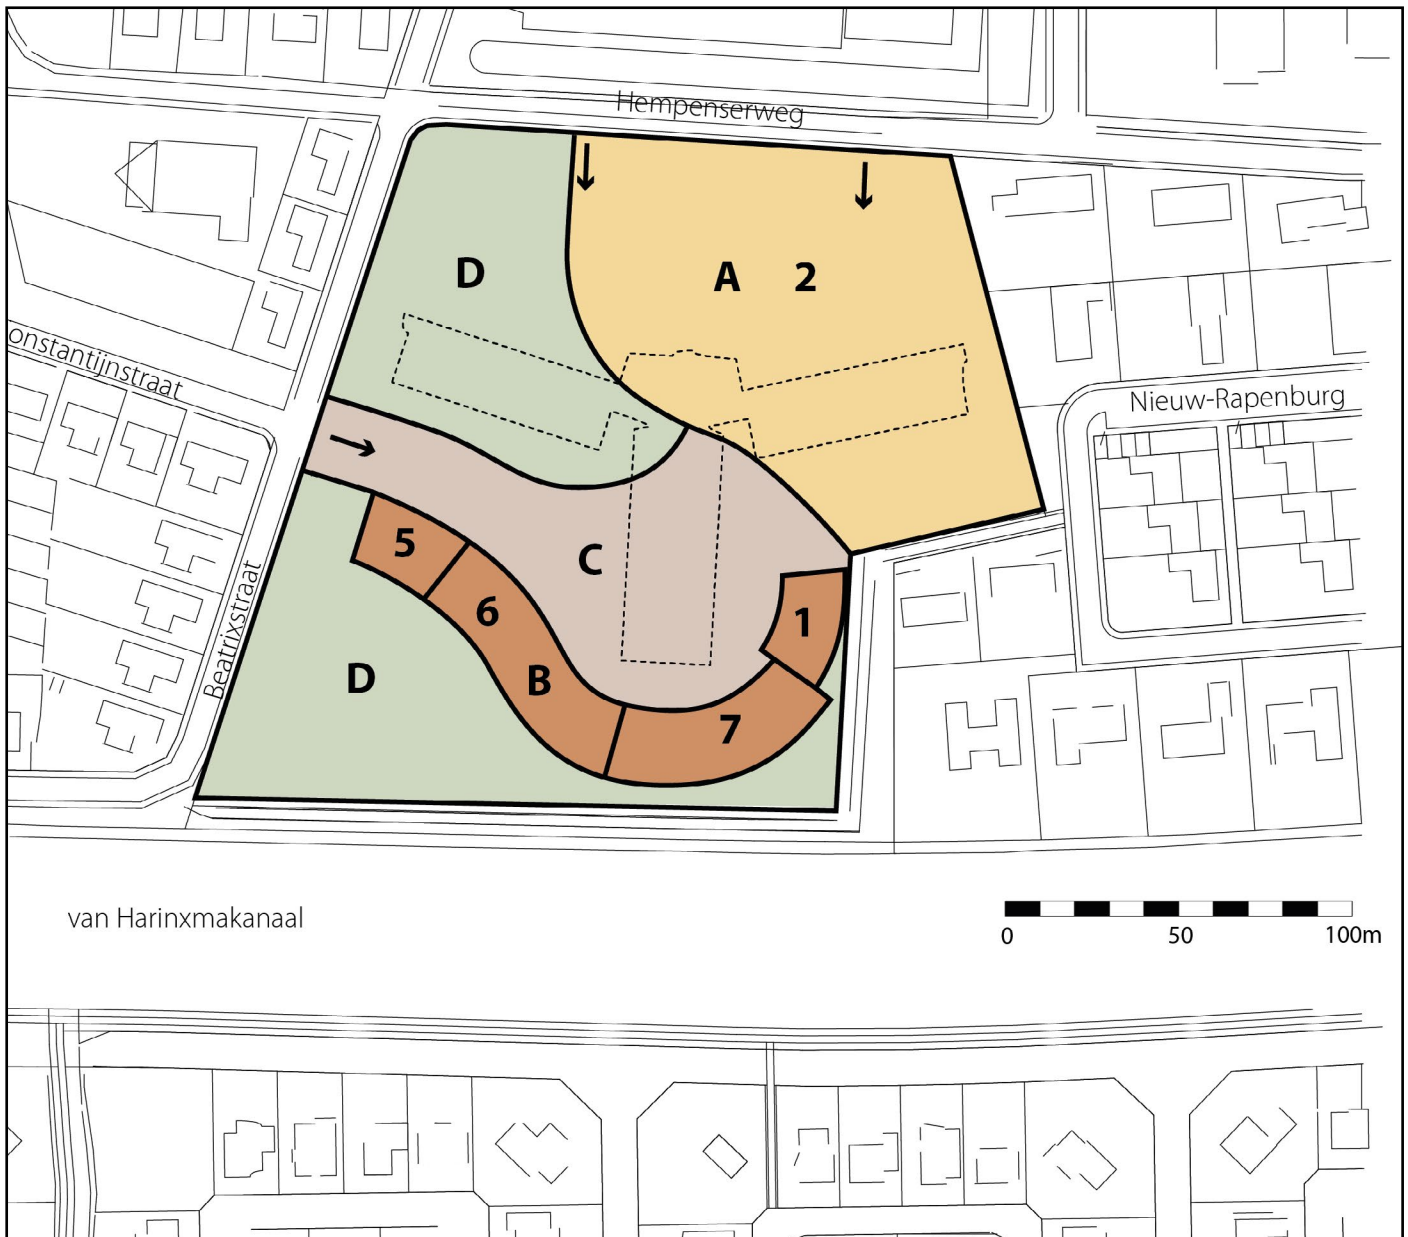 Hempenserweg
D
A 2
onstantijnstraat
Nieuw-Rapenburg
5
C
6
1
Beatrixstraat
D
B
7
van Harinxmakanaal
0 50 100m